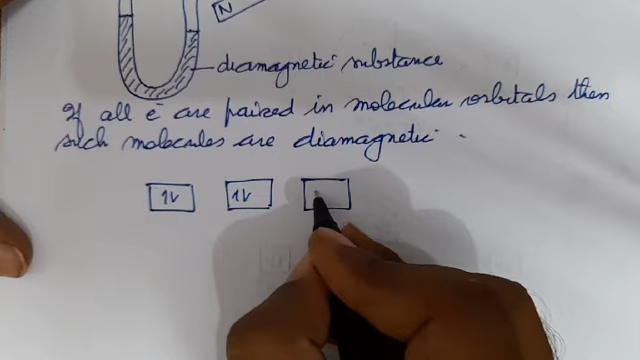 N
diamagnetic substance
If all e⁻ are paired in molecular orbitals then
such molecules are diamagnetic .
1V 1V